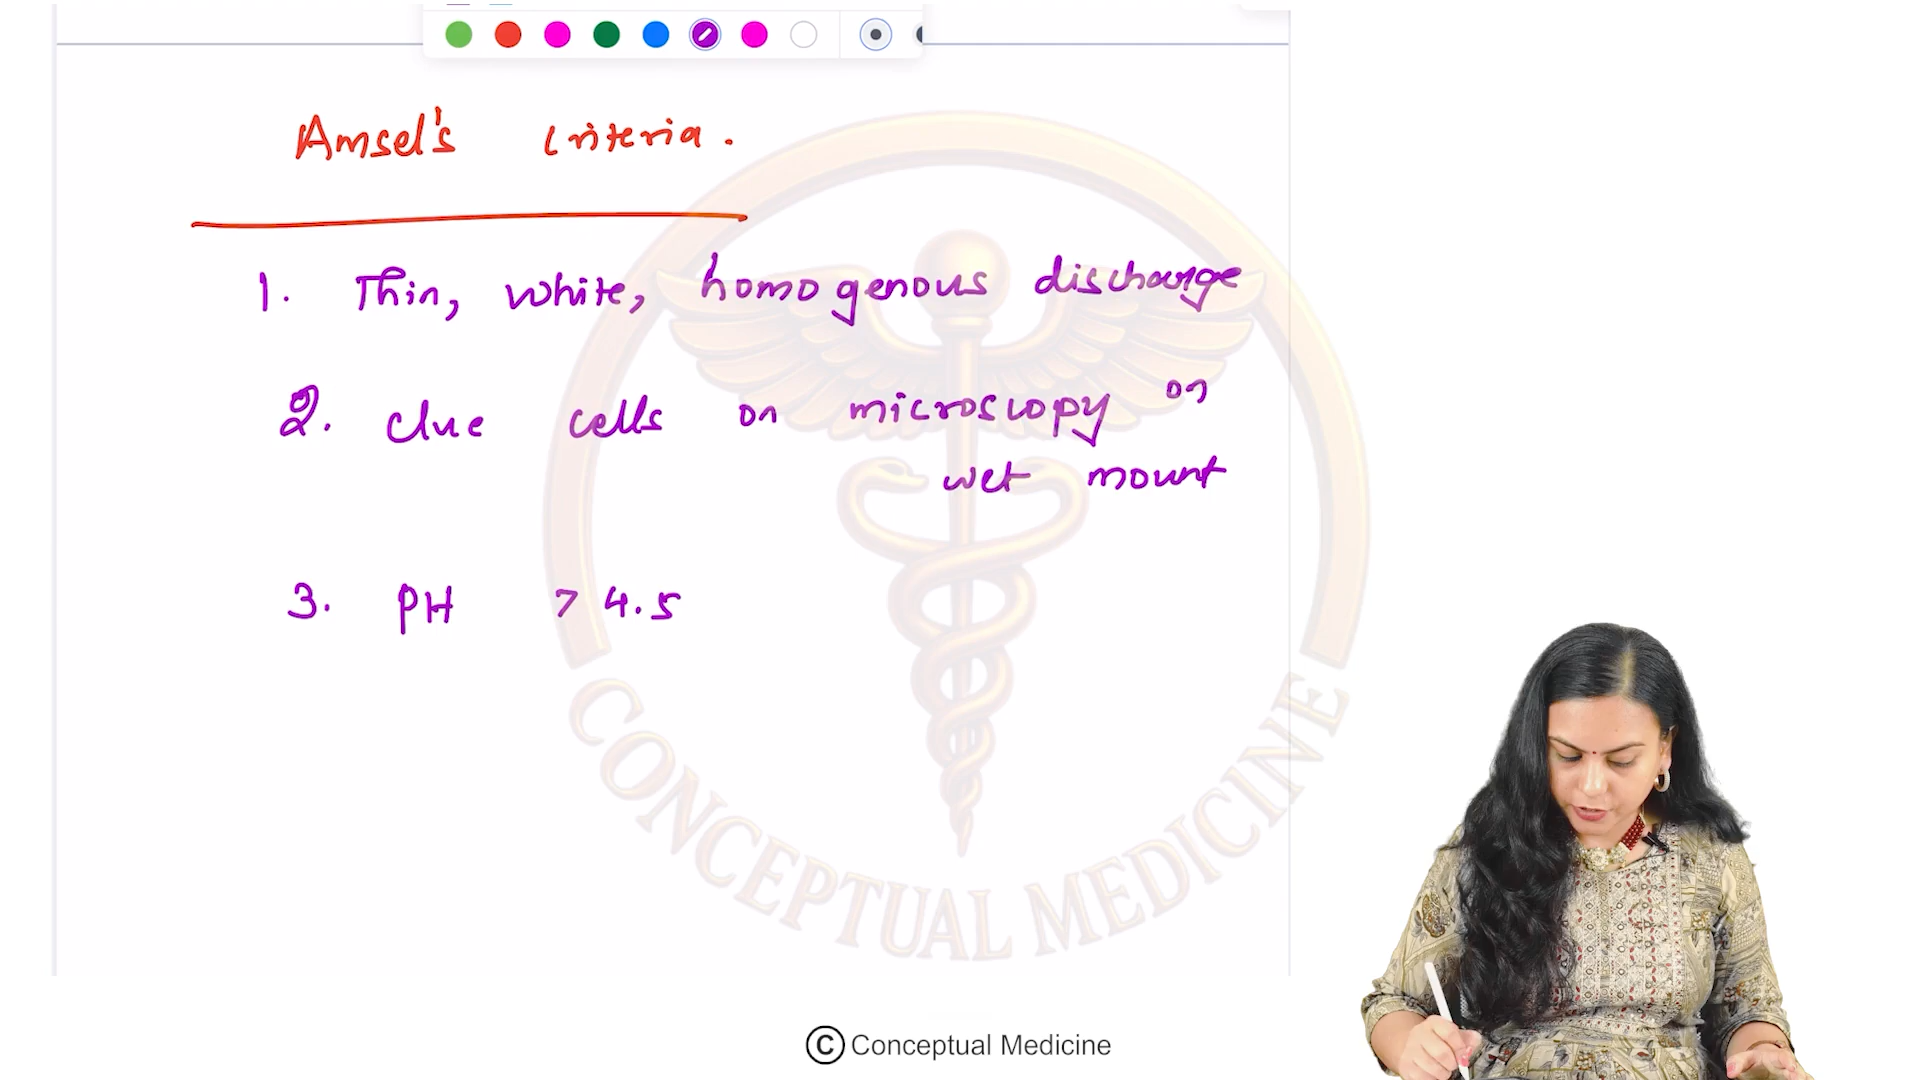 Amsel's criteria.
1. Thin, white, homogenous discharge
2. clue cells on microscopy on
wet mount
3. PH > 4.5
CONCEPTUAL MEDICINE
© Conceptual Medicine